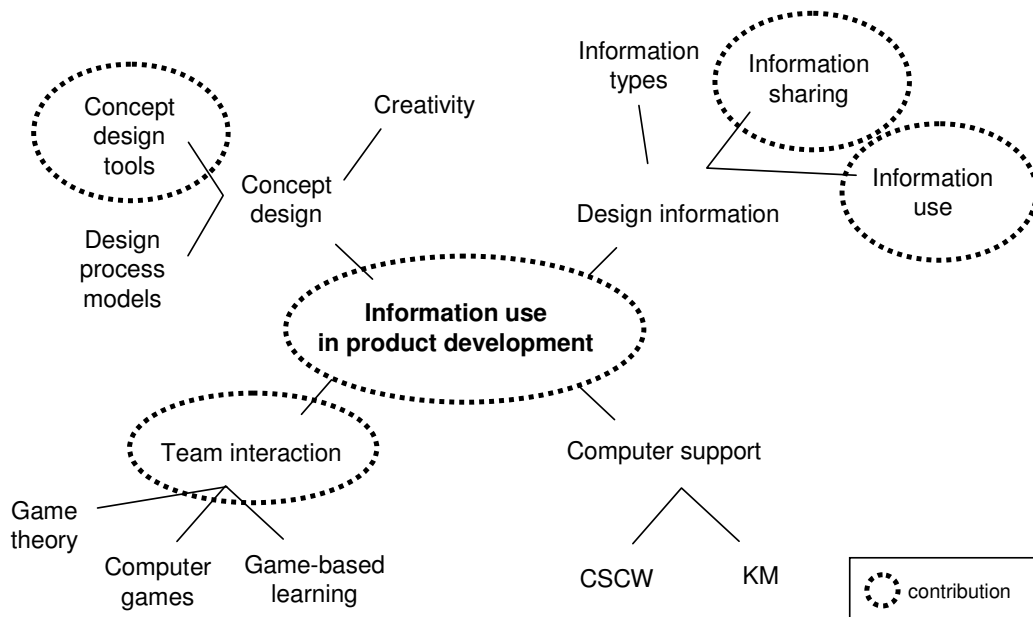 Concept
design
tools
Creativity
Information
types
Information
sharing
Information
use
Concept
design
Design information
Design
process
models
Information use
in product development
Team interaction
Computer support
Game
theory
Computer
games
Game-based
learning
CSCW
KM
contribution